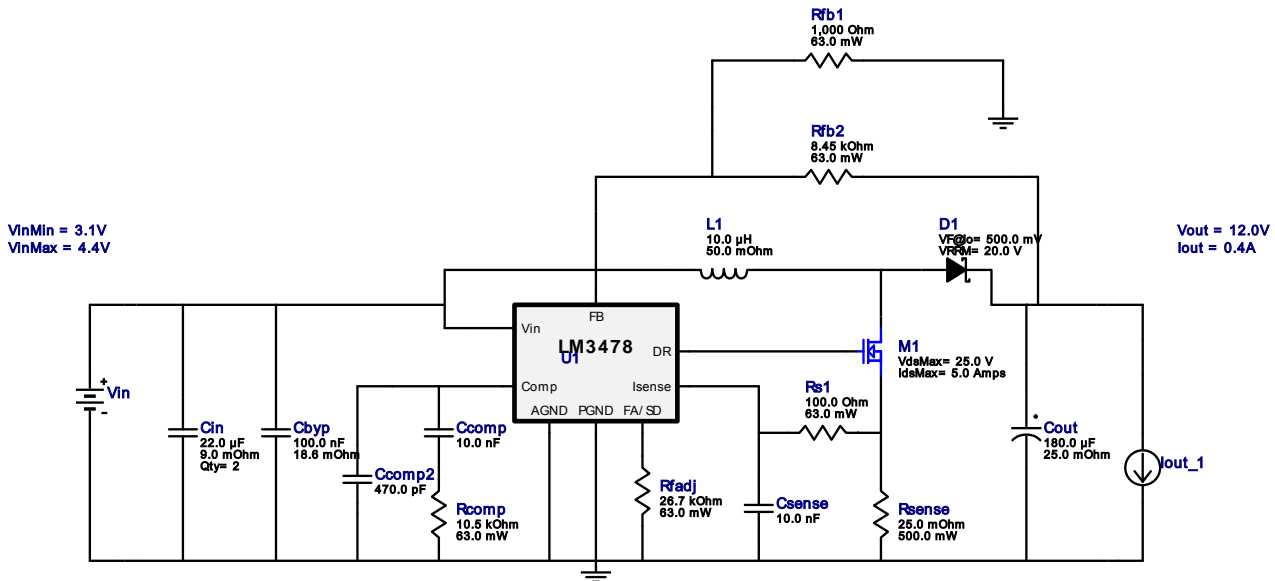 Rfb1
1,000 Ohm
63.0 mW
Rfb2
8.45 kOhm
63.0 mW
VinMin = 3.1V
VinMax = 4.4V
L1
10.0 µH
50.0 mOhm
D1
VF@Io= 500.0 mV
VRRM= 20.0 V
Vout = 12.0V
Iout = 0.4A
FB
Vin
LM3478
U1
DR
Comp
Isense
AGND
PGND
FA/ SD
M1
VdsMax= 25.0 V
IdsMax= 5.0 Amps
+
Vin
-
Rs1
100.0 Ohm
63.0 mW
Cin
22.0 µF
9.0 mOhm
Qty= 2
Cbyp
100.0 nF
18.6 mOhm
Ccomp
10.0 nF
Ccomp2
470.0 pF
Rcomp
10.5 kOhm
63.0 mW
Rfadj
26.7 kOhm
63.0 mW
Csense
10.0 nF
Rsense
25.0 mOhm
500.0 mW
Cout
180.0 µF
25.0 mOhm
Iout_1